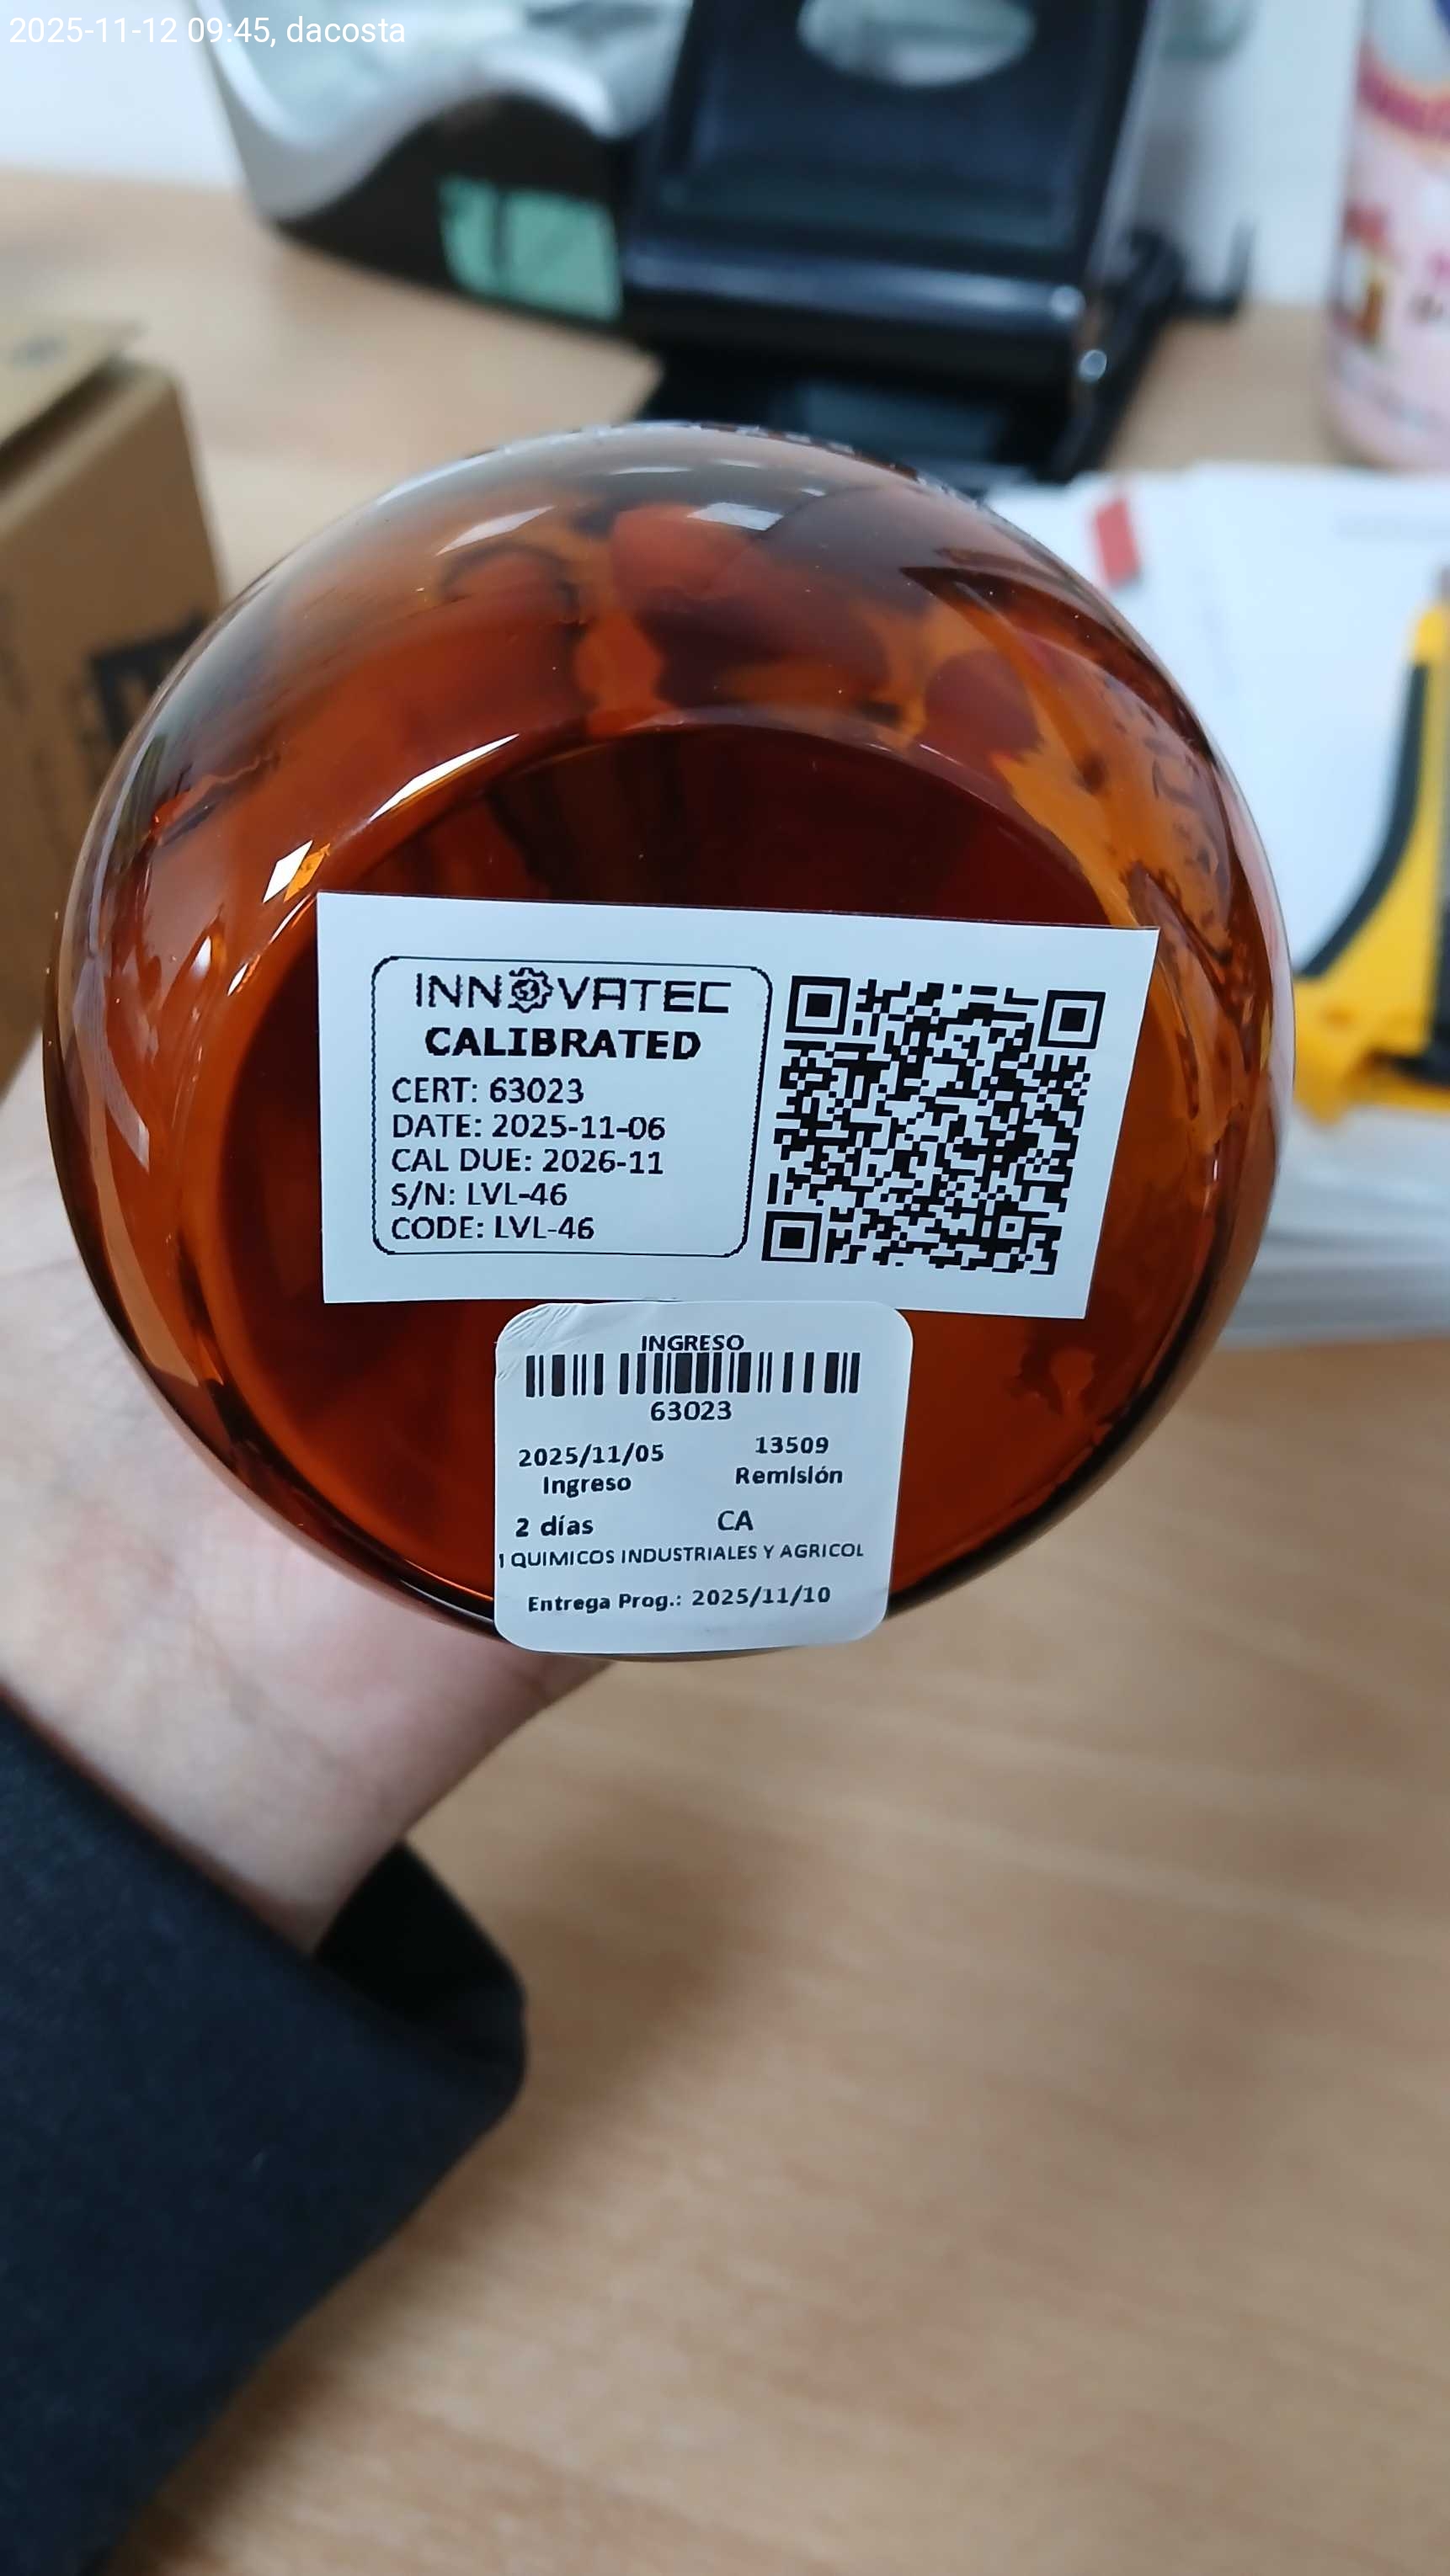 2025-11-12 09:45, dacosta
INNOVATEC
CALIBRATED
CERT: 63023
DATE: 2025-11-06
CAL DUE: 2026-11
S/N: LVL-46
CODE: LVL-46
INGRESO
63023
2025/11/05 13509
Ingreso Remisión
2 días CA
QUIMICOS INDUSTRIALES Y AGRICOL
Entrega Prog.: 2025/11/10